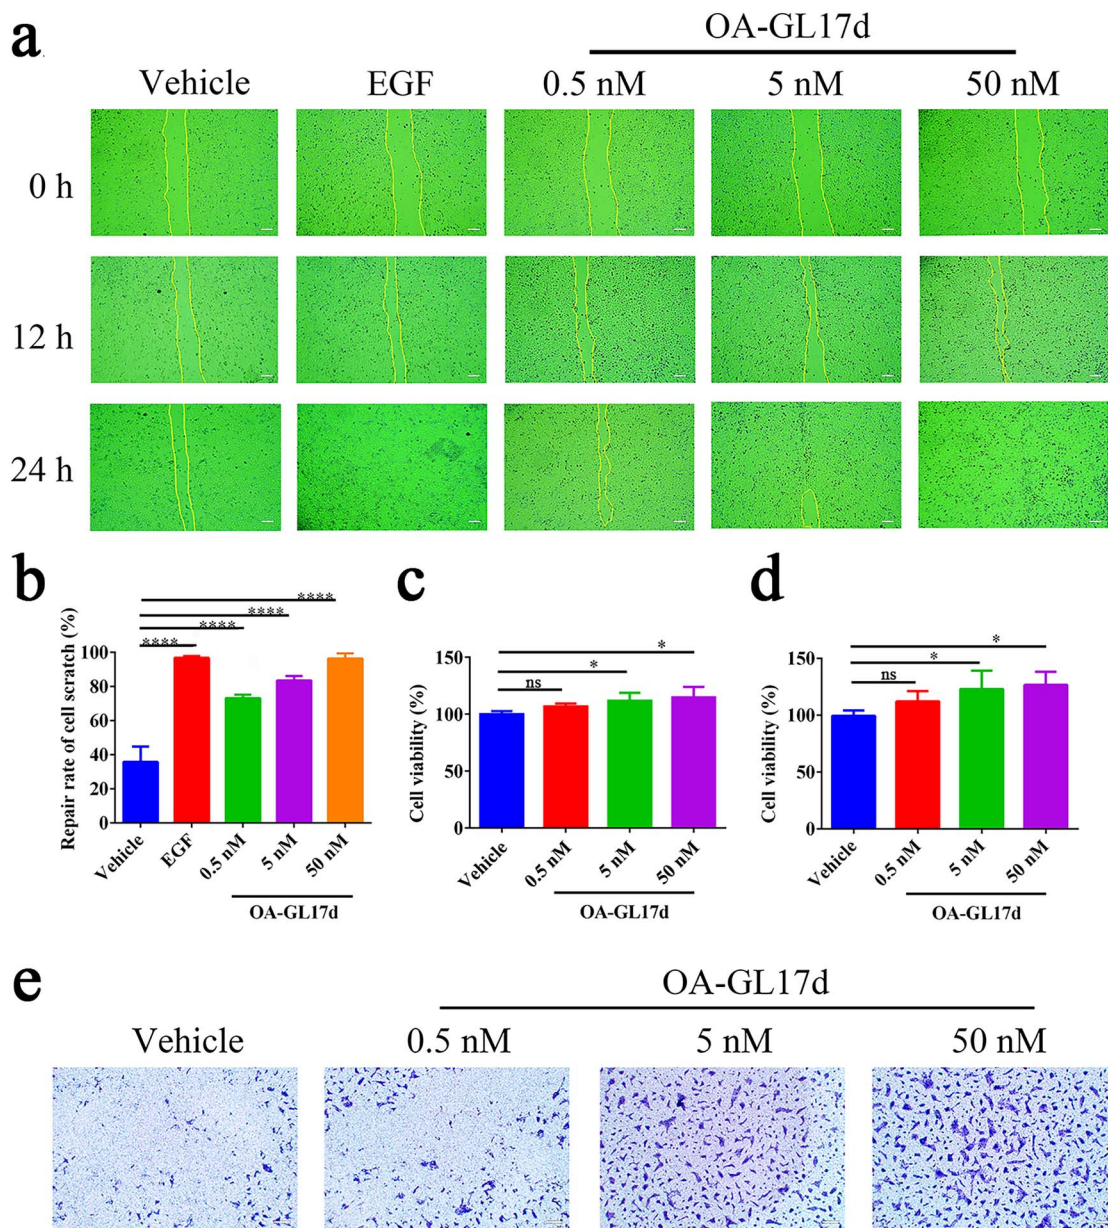 a
OA-GL17d
Vehicle EGF 0.5 nM 5 nM 50 nM
0 h
12 h
24 h
b
Repair rate of cell scratch (%)
100
80
60
40
20
0
****
****
****
****
Vehicle EGF 0.5 nM 5 nM 50 nM
OA-GL17d
c
Cell viability (%)
150
100
50
0
*
*
ns
Vehicle 0.5 nM 5 nM 50 nM
OA-GL17d
d
Cell viability (%)
150
100
50
0
*
*
ns
Vehicle 0.5 nM 5 nM 50 nM
OA-GL17d
e
OA-GL17d
Vehicle 0.5 nM 5 nM 50 nM